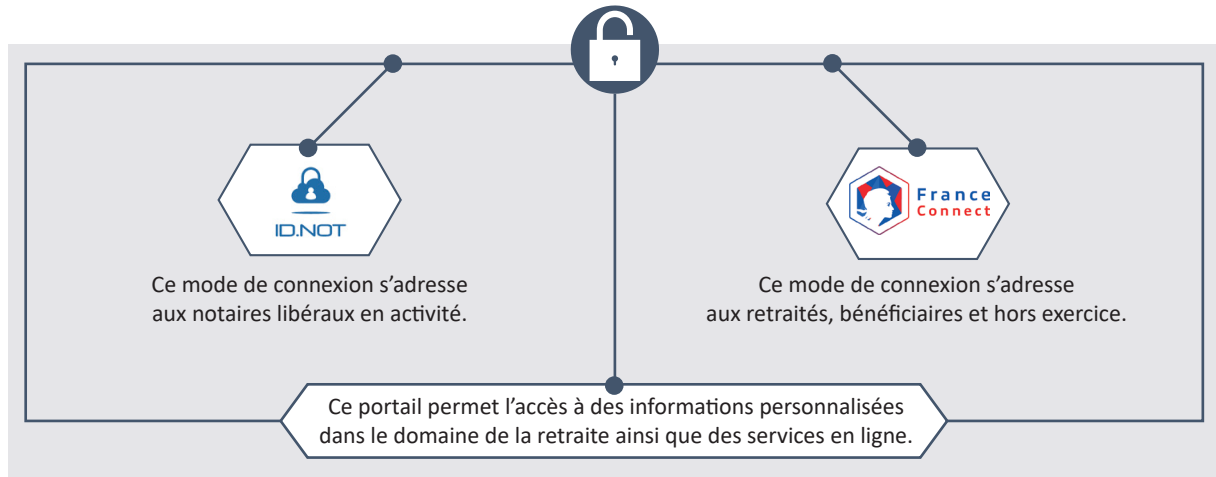 ID.NOT
Ce mode de connexion s’adresse
aux notaires libéraux en activité.
France
Connect
Ce mode de connexion s’adresse
aux retraités, bénéficiaires et hors exercice.
Ce portail permet l’accès à des informations personnalisées
dans le domaine de la retraite ainsi que des services en ligne.